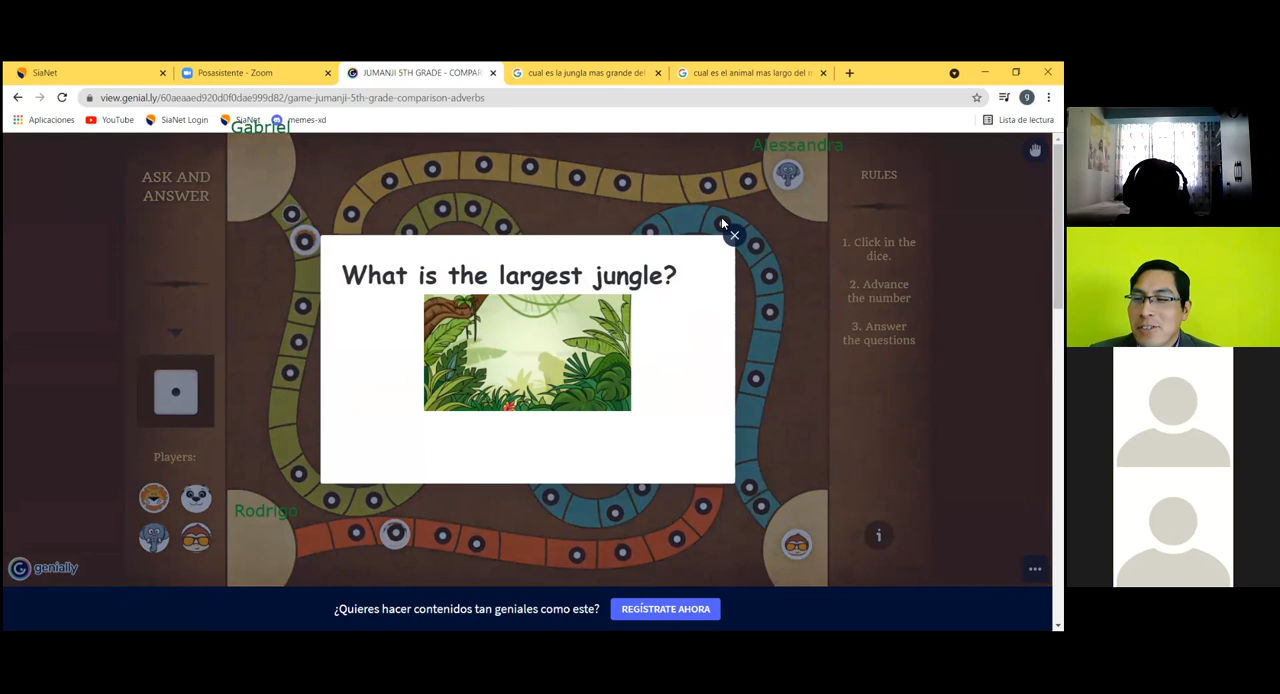 SiaNet
Posasistente - Zoom
JUMANJI 5TH GRADE - COMPAR
cual es la jungla mas grande del
cual es el animal mas largo del m
view.genial.ly/60aeaaed920d0f0dae999d82/game-jumanji-5th-grade-comparison-adverbs
Aplicaciones
YouTube
SiaNet Login
SiaNet
memes-xd
Lista de lectura
Gabriel
Alessandra
ASK AND
ANSWER
RULES
1. Click in the
dice.
2. Advance
the number
3. Answer
the questions
What is the largest jungle?
Players:
Rodrigo
i
genially
¿Quieres hacer contenidos tan geniales como este?
REGÍSTRATE AHORA